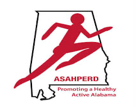 ASAHPERD
Promoting a Healthy
Active Alabama